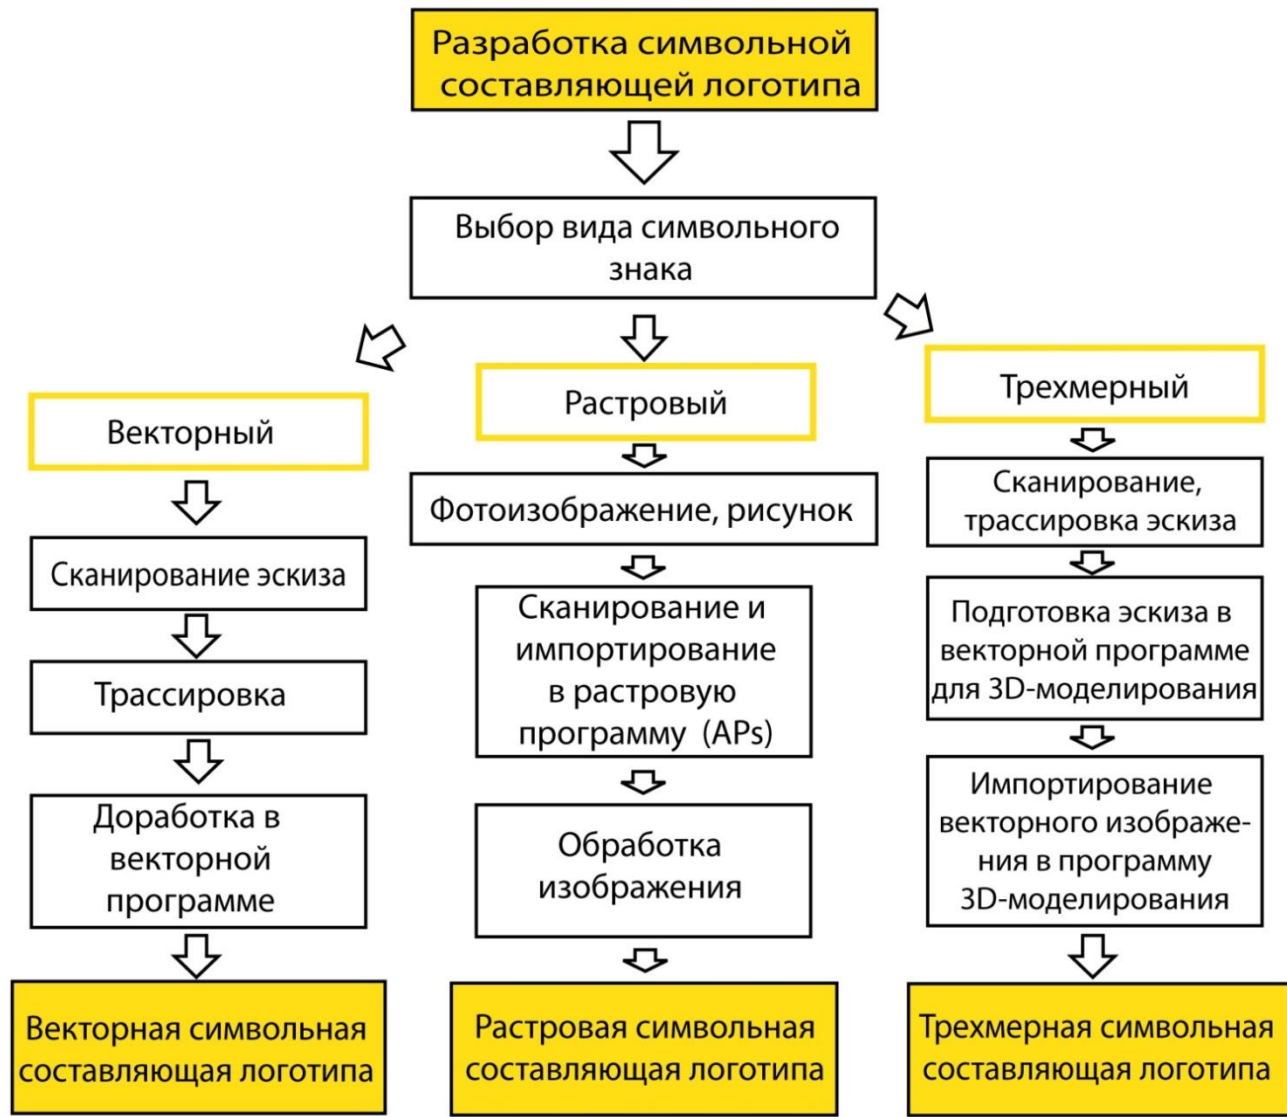 Разработка символьной
составляющей логотипа
Выбор вида символьного
знака
Векторный
Сканирование эскиза
Трассировка
Доработка в
векторной
программе
Векторная символьная
составляющая логотипа
Растровый
Фотоизображение, рисунок
Сканирование и
импортирование
в растровую
программу (APs)
Обработка
изображения
Растровая символьная
составляющая логотипа
Трехмерный
Сканирование,
трассировка эскиза
Подготовка эскиза в
векторной программе
для 3D-моделирования
Импортирование
векторного изображе-
ния в программу
3D-моделирования
Трехмерная символьная
составляющая логотипа